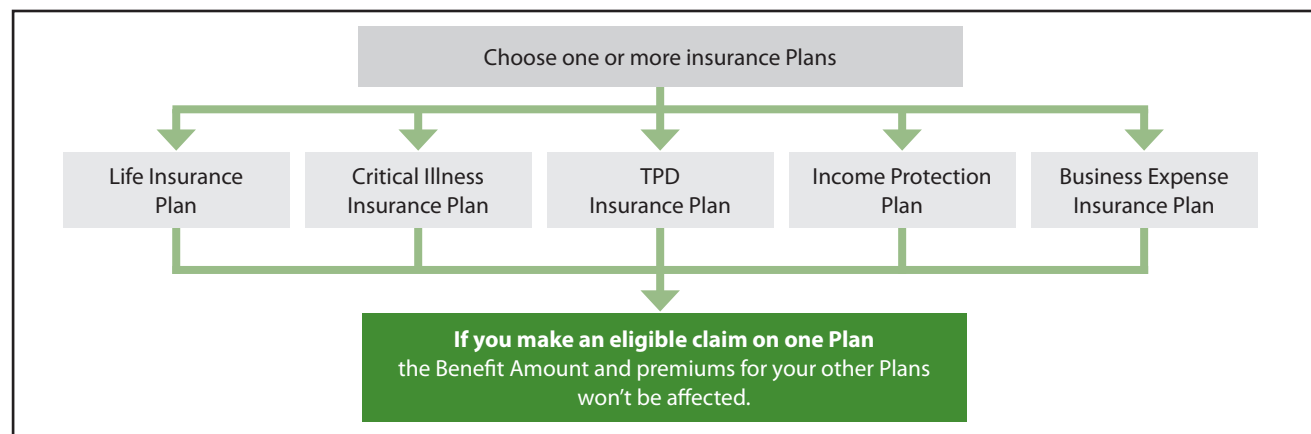 Choose one or more insurance Plans
Life Insurance
Plan
Critical Illness
Insurance Plan
TPD
Insurance Plan
Income Protection
Plan
Business Expense
Insurance Plan
If you make an eligible claim on one Plan
the Benefit Amount and premiums for your other Plans
won’t be affected.